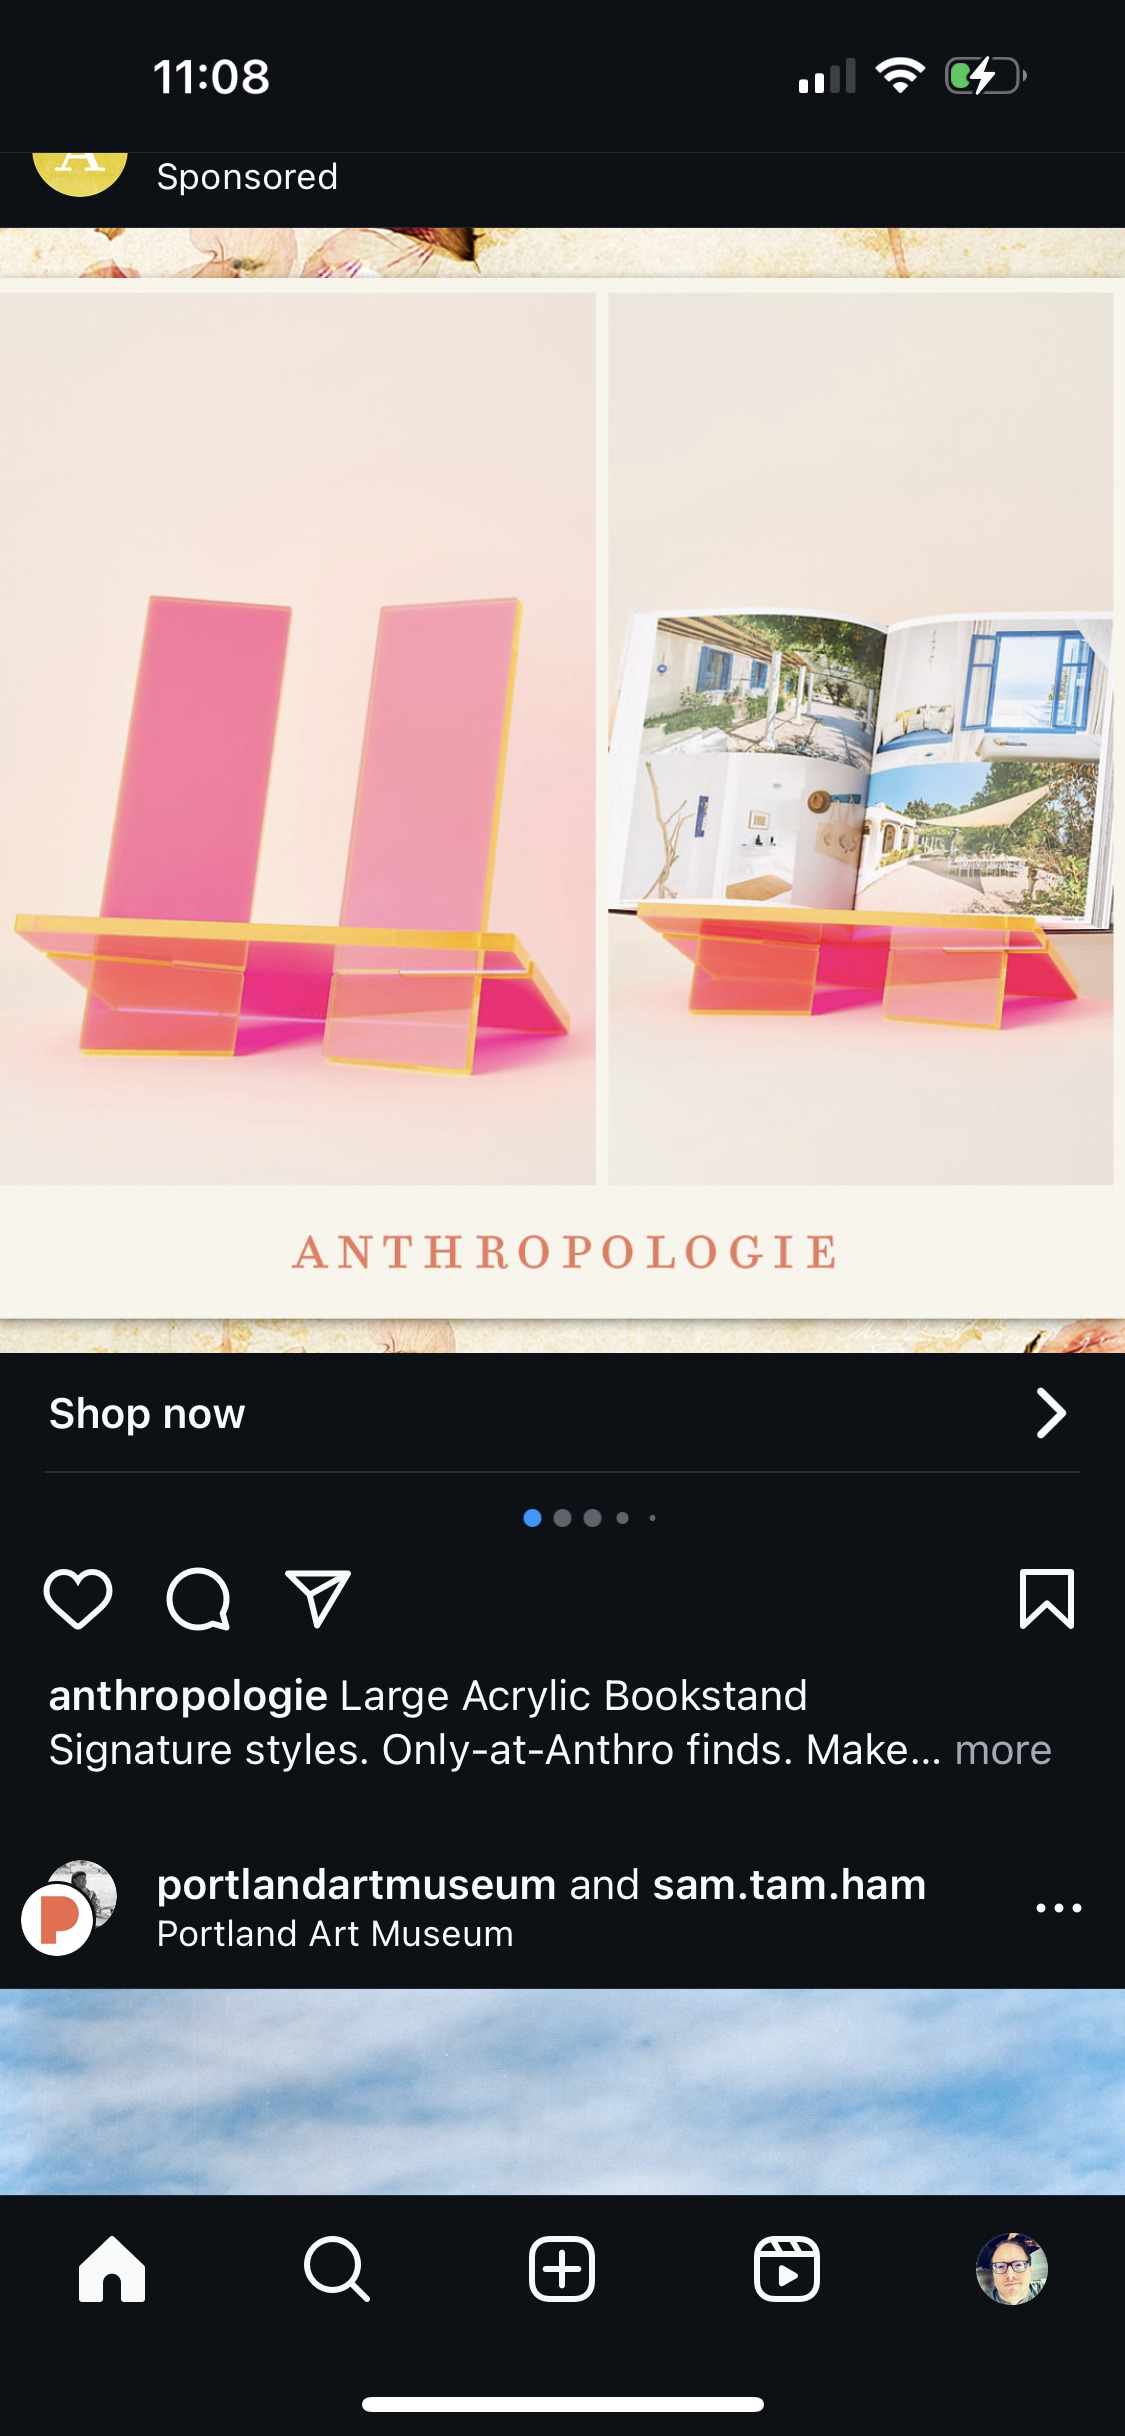 11:08
A
Sponsored
ANTHROPOLOGIE
Shop now
anthropologie Large Acrylic Bookstand
Signature styles. Only-at-Anthro finds. Make... more
P
portlandartmuseum and sam.tam.ham
Portland Art Museum